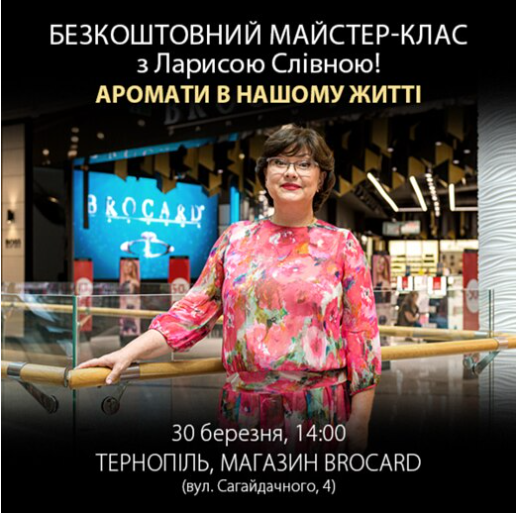 БЕЗКОШТОВНИЙ МАЙСТЕР-КЛАС
з Ларисою Слівною!
АРОМАТИ В НАШОМУ ЖИТТІ
BROCARD
30 березня, 14:00
ТЕРНОПІЛЬ, МАГАЗИН BROCARD
(вул. Сагайдачного, 4)